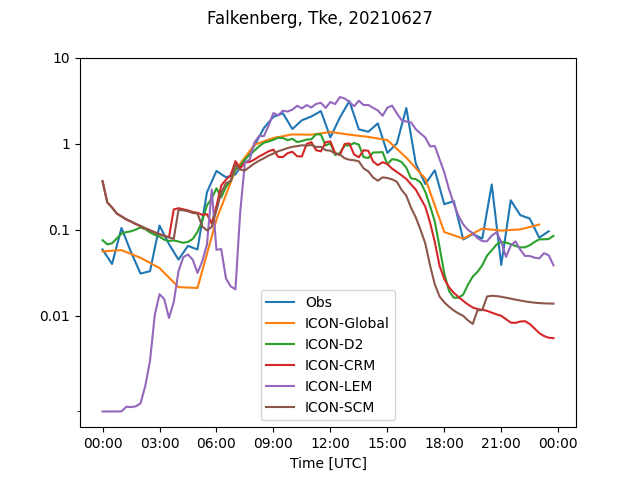 Falkenberg, Tke, 20210627
10
1
0.1
0.01
Obs
ICON-Global
ICON-D2
ICON-CRM
ICON-LEM
ICON-SCM
00:00 03:00 06:00 09:00 12:00 15:00 18:00 21:00 00:00
Time [UTC]